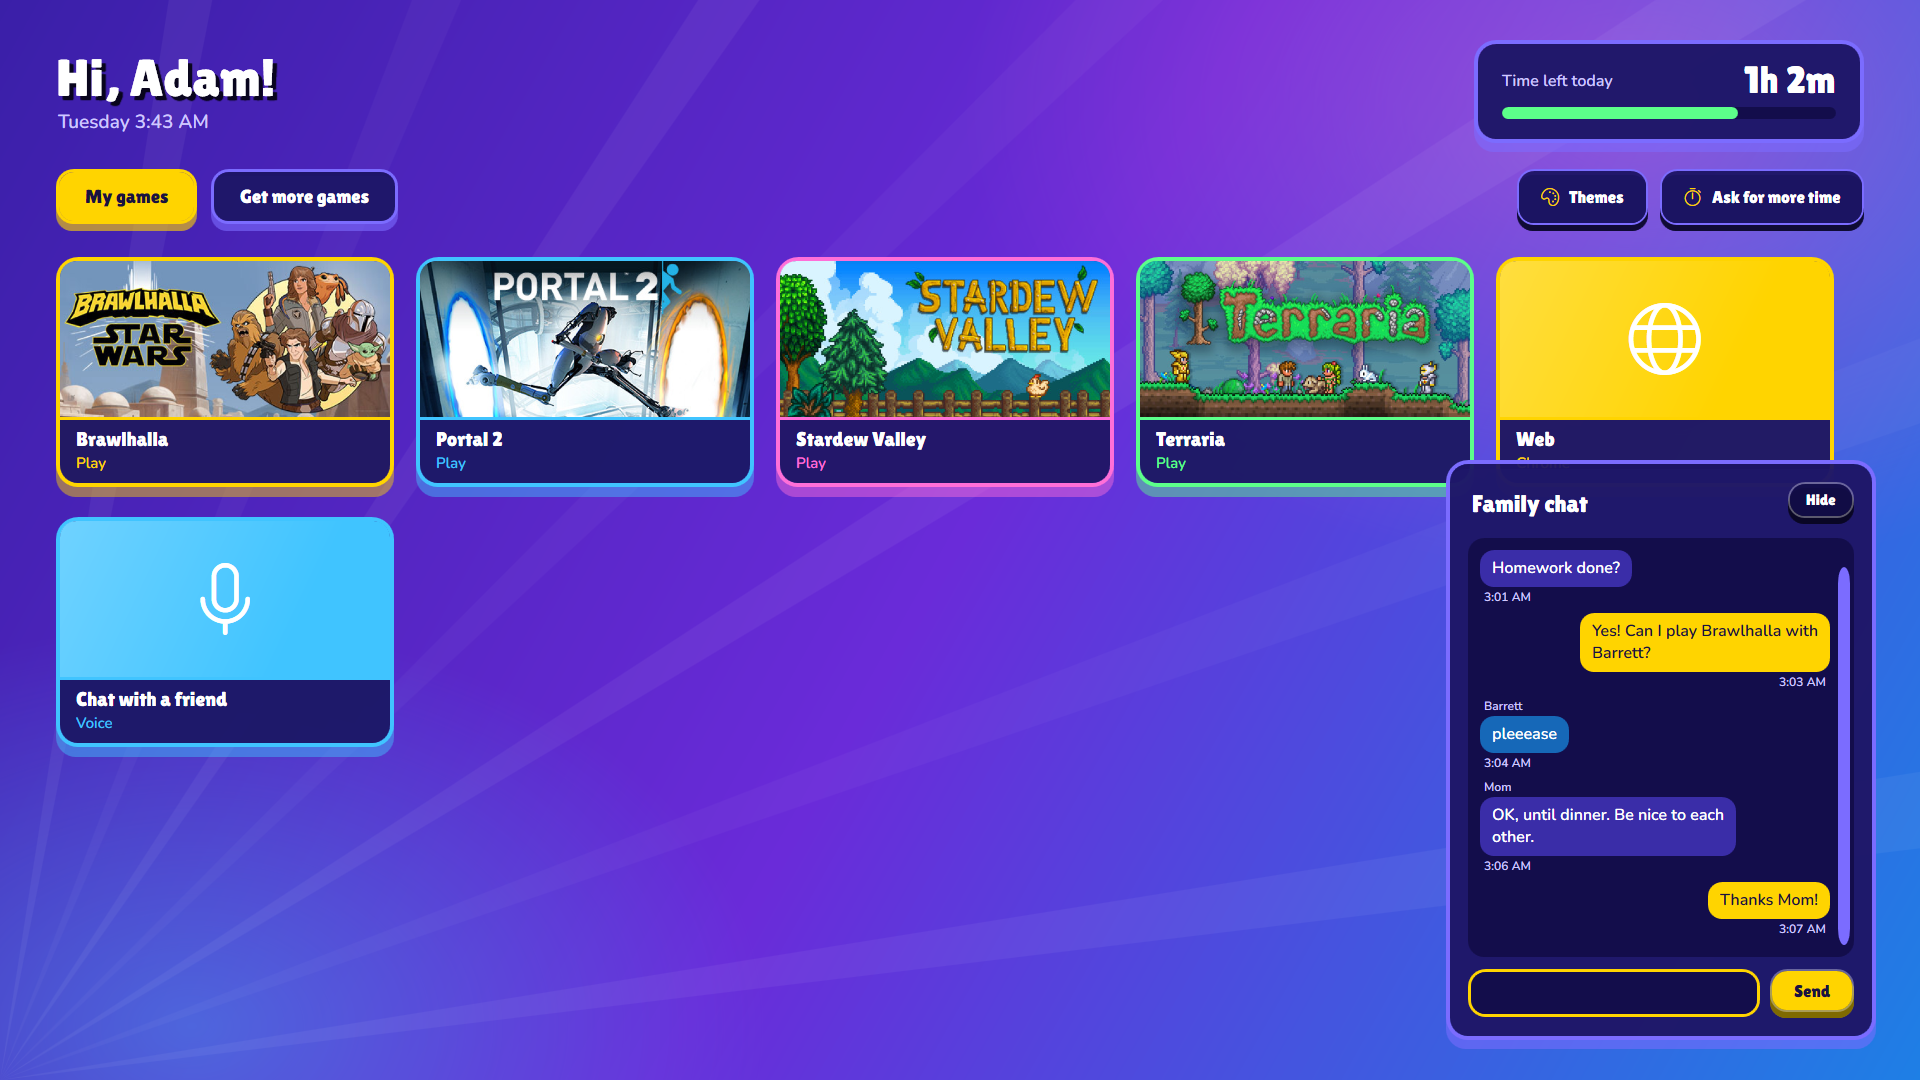 Hi, Adam!
Tuesday 3:43 AM
Time left today
1h 2m
My games
Get more games
Themes
Ask for more time
BRAWLHALLA
STAR
WARS
Brawlhalla
Play
PORTAL 2
Portal 2
Play
STARDEW
VALLEY
Stardew Valley
Play
Terraria
Terraria
Play
Web
Chat with a friend
Voice
Family chat
Hide
Homework done?
3:01 AM
Yes! Can I play Brawlhalla with
Barrett?
3:03 AM
Barrett
pleeease
3:04 AM
Mom
OK, until dinner. Be nice to each
other.
3:06 AM
Thanks Mom!
3:07 AM
Send